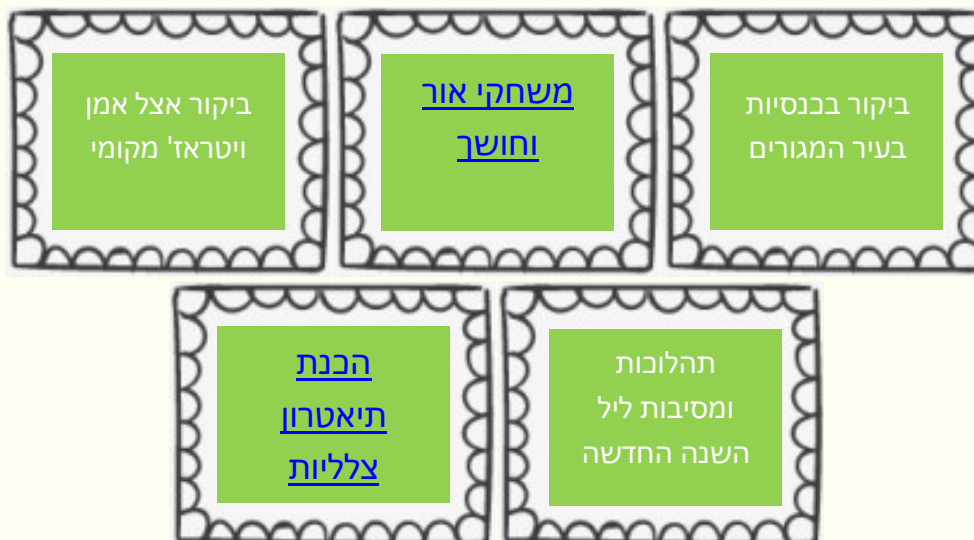 ביקור בכנסיות
בעיר המגורים
משחקי אור
וחושך
ביקור אצל אמן
ויטראז' מקומי
תהלוכות
ומסיבות ליל
השנה החדשה
הכנת
תיאטרון
צלליות